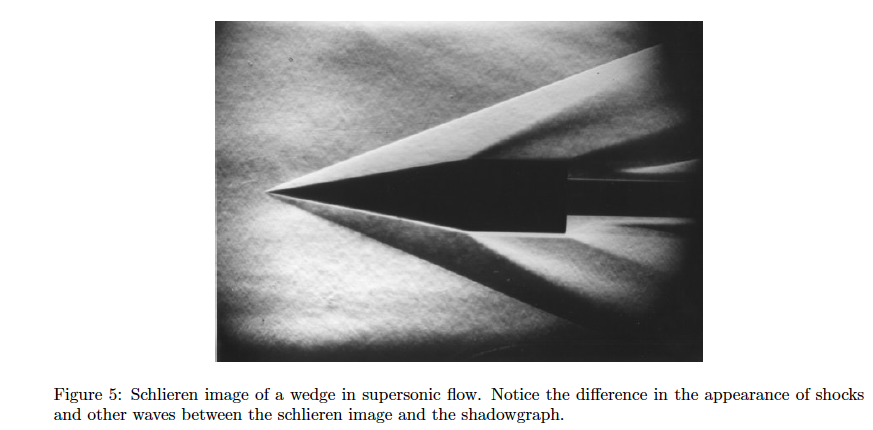 Figure 5: Schlieren image of a wedge in supersonic flow. Notice the difference in the appearance of shocks
and other waves between the schlieren image and the shadowgraph.